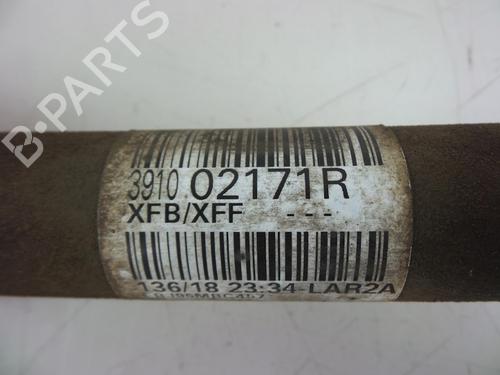 B-PARTS
3910 02171R
XFB/XFF ---
136/18 23:34 LAR2A